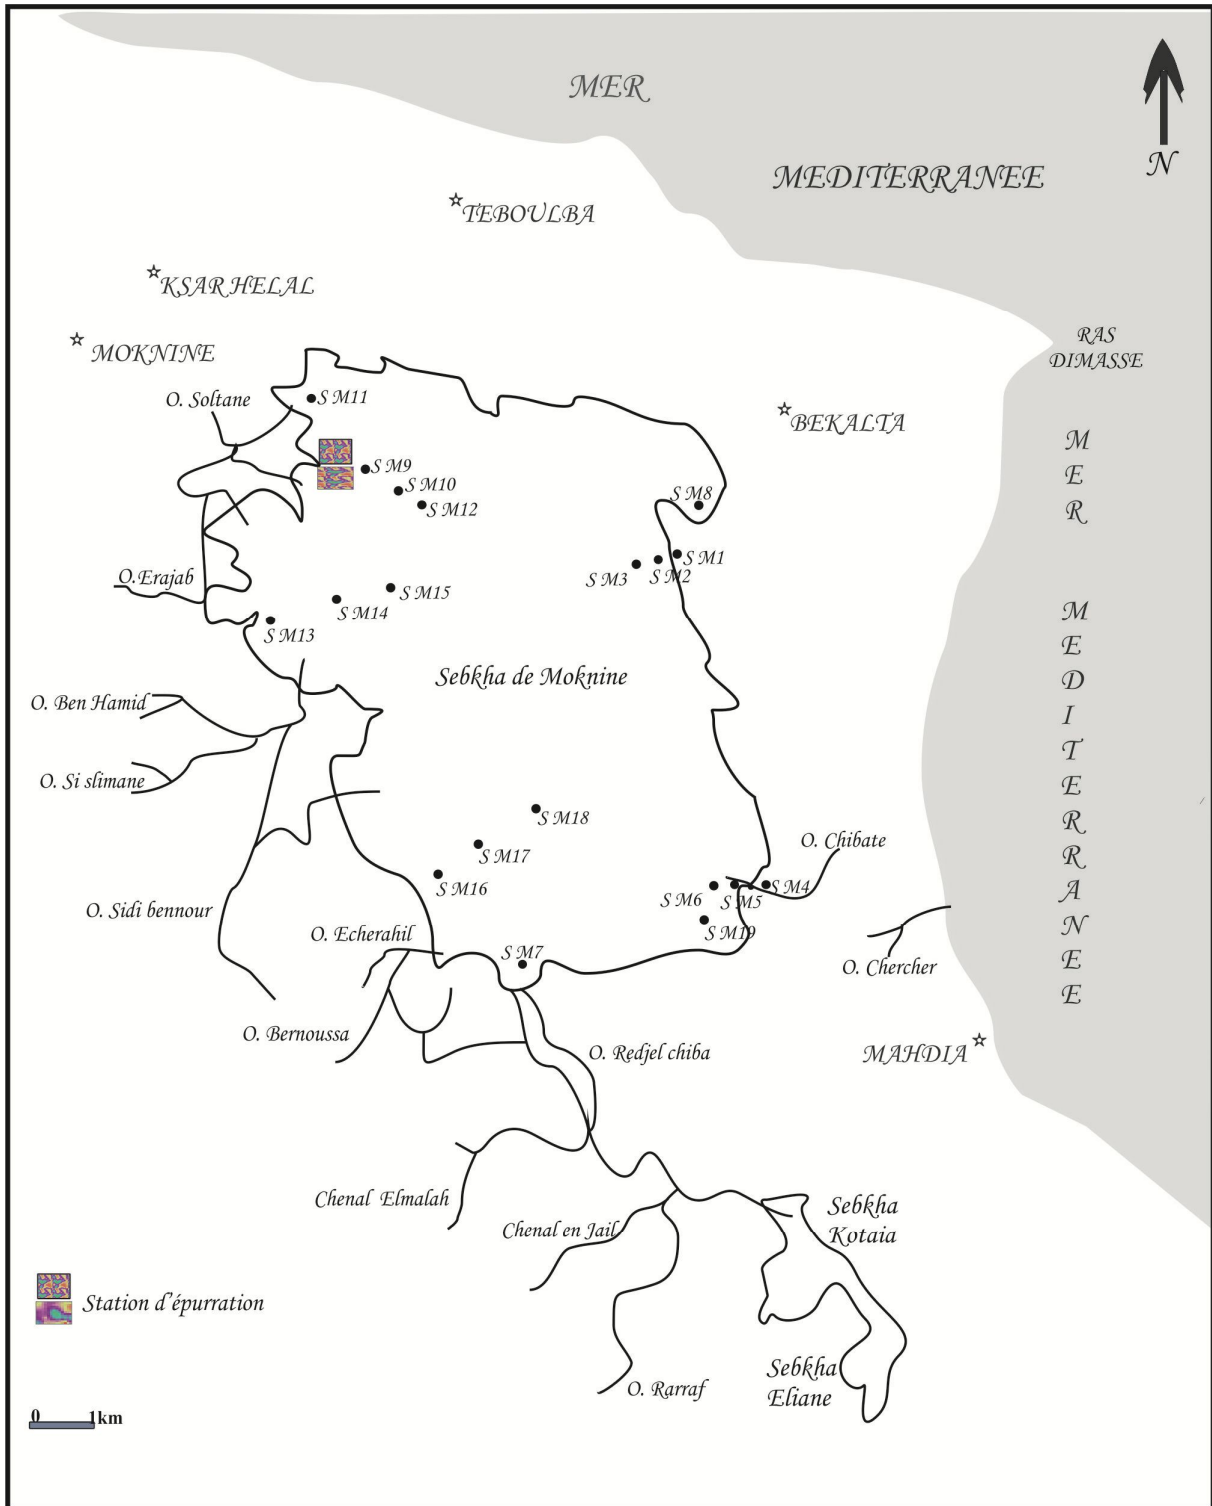 MER
MEDITERRANEE
N
TEBOULBA
KSAR HELAL
MOKNINE
RAS
DIMASSE
O. Soltane
S M11
BEKALTA
MER
MEDITERRANEE
S M9
S M10
S M12
S M8
S M1
S M2
S M3
O.Erajab
S M15
S M14
S M13
Sebkha de Moknine
O. Ben Hamid
O. Si slimane
S M18
S M17
S M16
O. Chibate
S M4
S M5
S M6
S M19
O. Sidi bennour
O. Echerahil
S M7
O. Chercher
O. Bernoussa
O. Redjel chiba
MAHDIA
Chenal Elmalah
Chenal en Jail
Sebkha
Kotaia
Station d'épurration
Sebkha
Eliane
O. Rarraf
0 1km